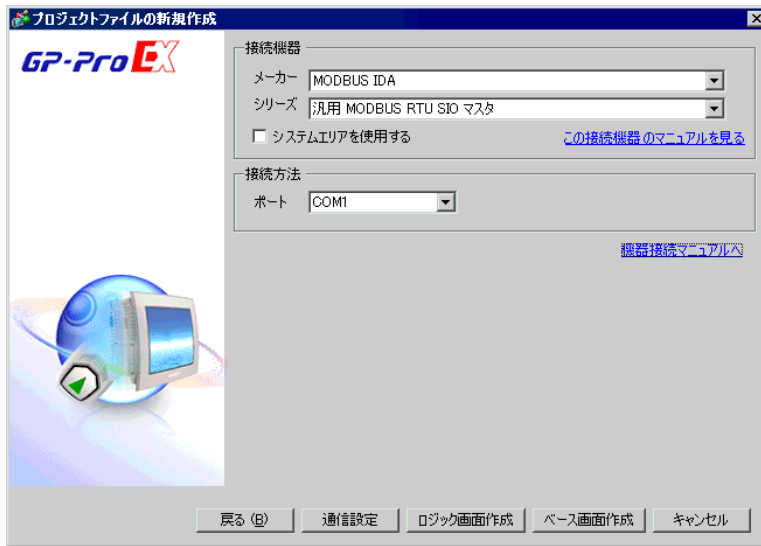 プロジェクトファイルの新規作成
GP-Pro EX
接続機器
メーカー MODBUS IDA
シリーズ 汎用 MODBUS RTU SIO マスタ
システムエリアを使用する この接続機器のマニュアルを見る
接続方法
ポート COM1
機器接続マニュアルへ
戻る (B) 通信設定 ロジック画面作成 ベース画面作成 キャンセル